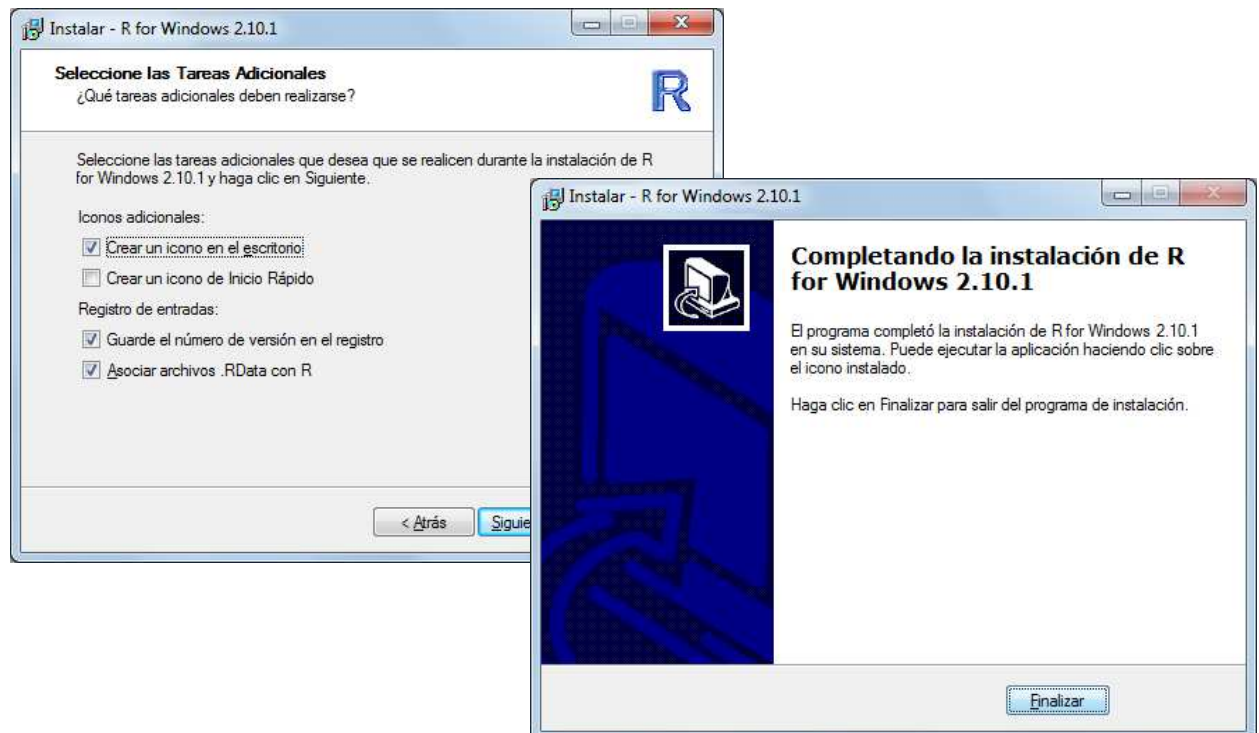 Instalar - R for Windows 2.10.1
Seleccione las Tareas Adicionales
¿Qué tareas adicionales deben realizarse?
R
Seleccione las tareas adicionales que desea que se realicen durante la instalación de R
for Windows 2.10.1 y haga clic en Siguiente.
Iconos adicionales:
Crear un icono en el escritorio
Crear un icono de Inicio Rápido
Registro de entradas:
Guarde el número de versión en el registro
Asociar archivos .RData con R
< Atrás
Siguie
Instalar - R for Windows 2.10.1
Completando la instalación de R
for Windows 2.10.1
El programa completó la instalación de R for Windows 2.10.1
en su sistema. Puede ejecutar la aplicación haciendo clic sobre
el icono instalado.
Haga clic en Finalizar para salir del programa de instalación.
Finalizar